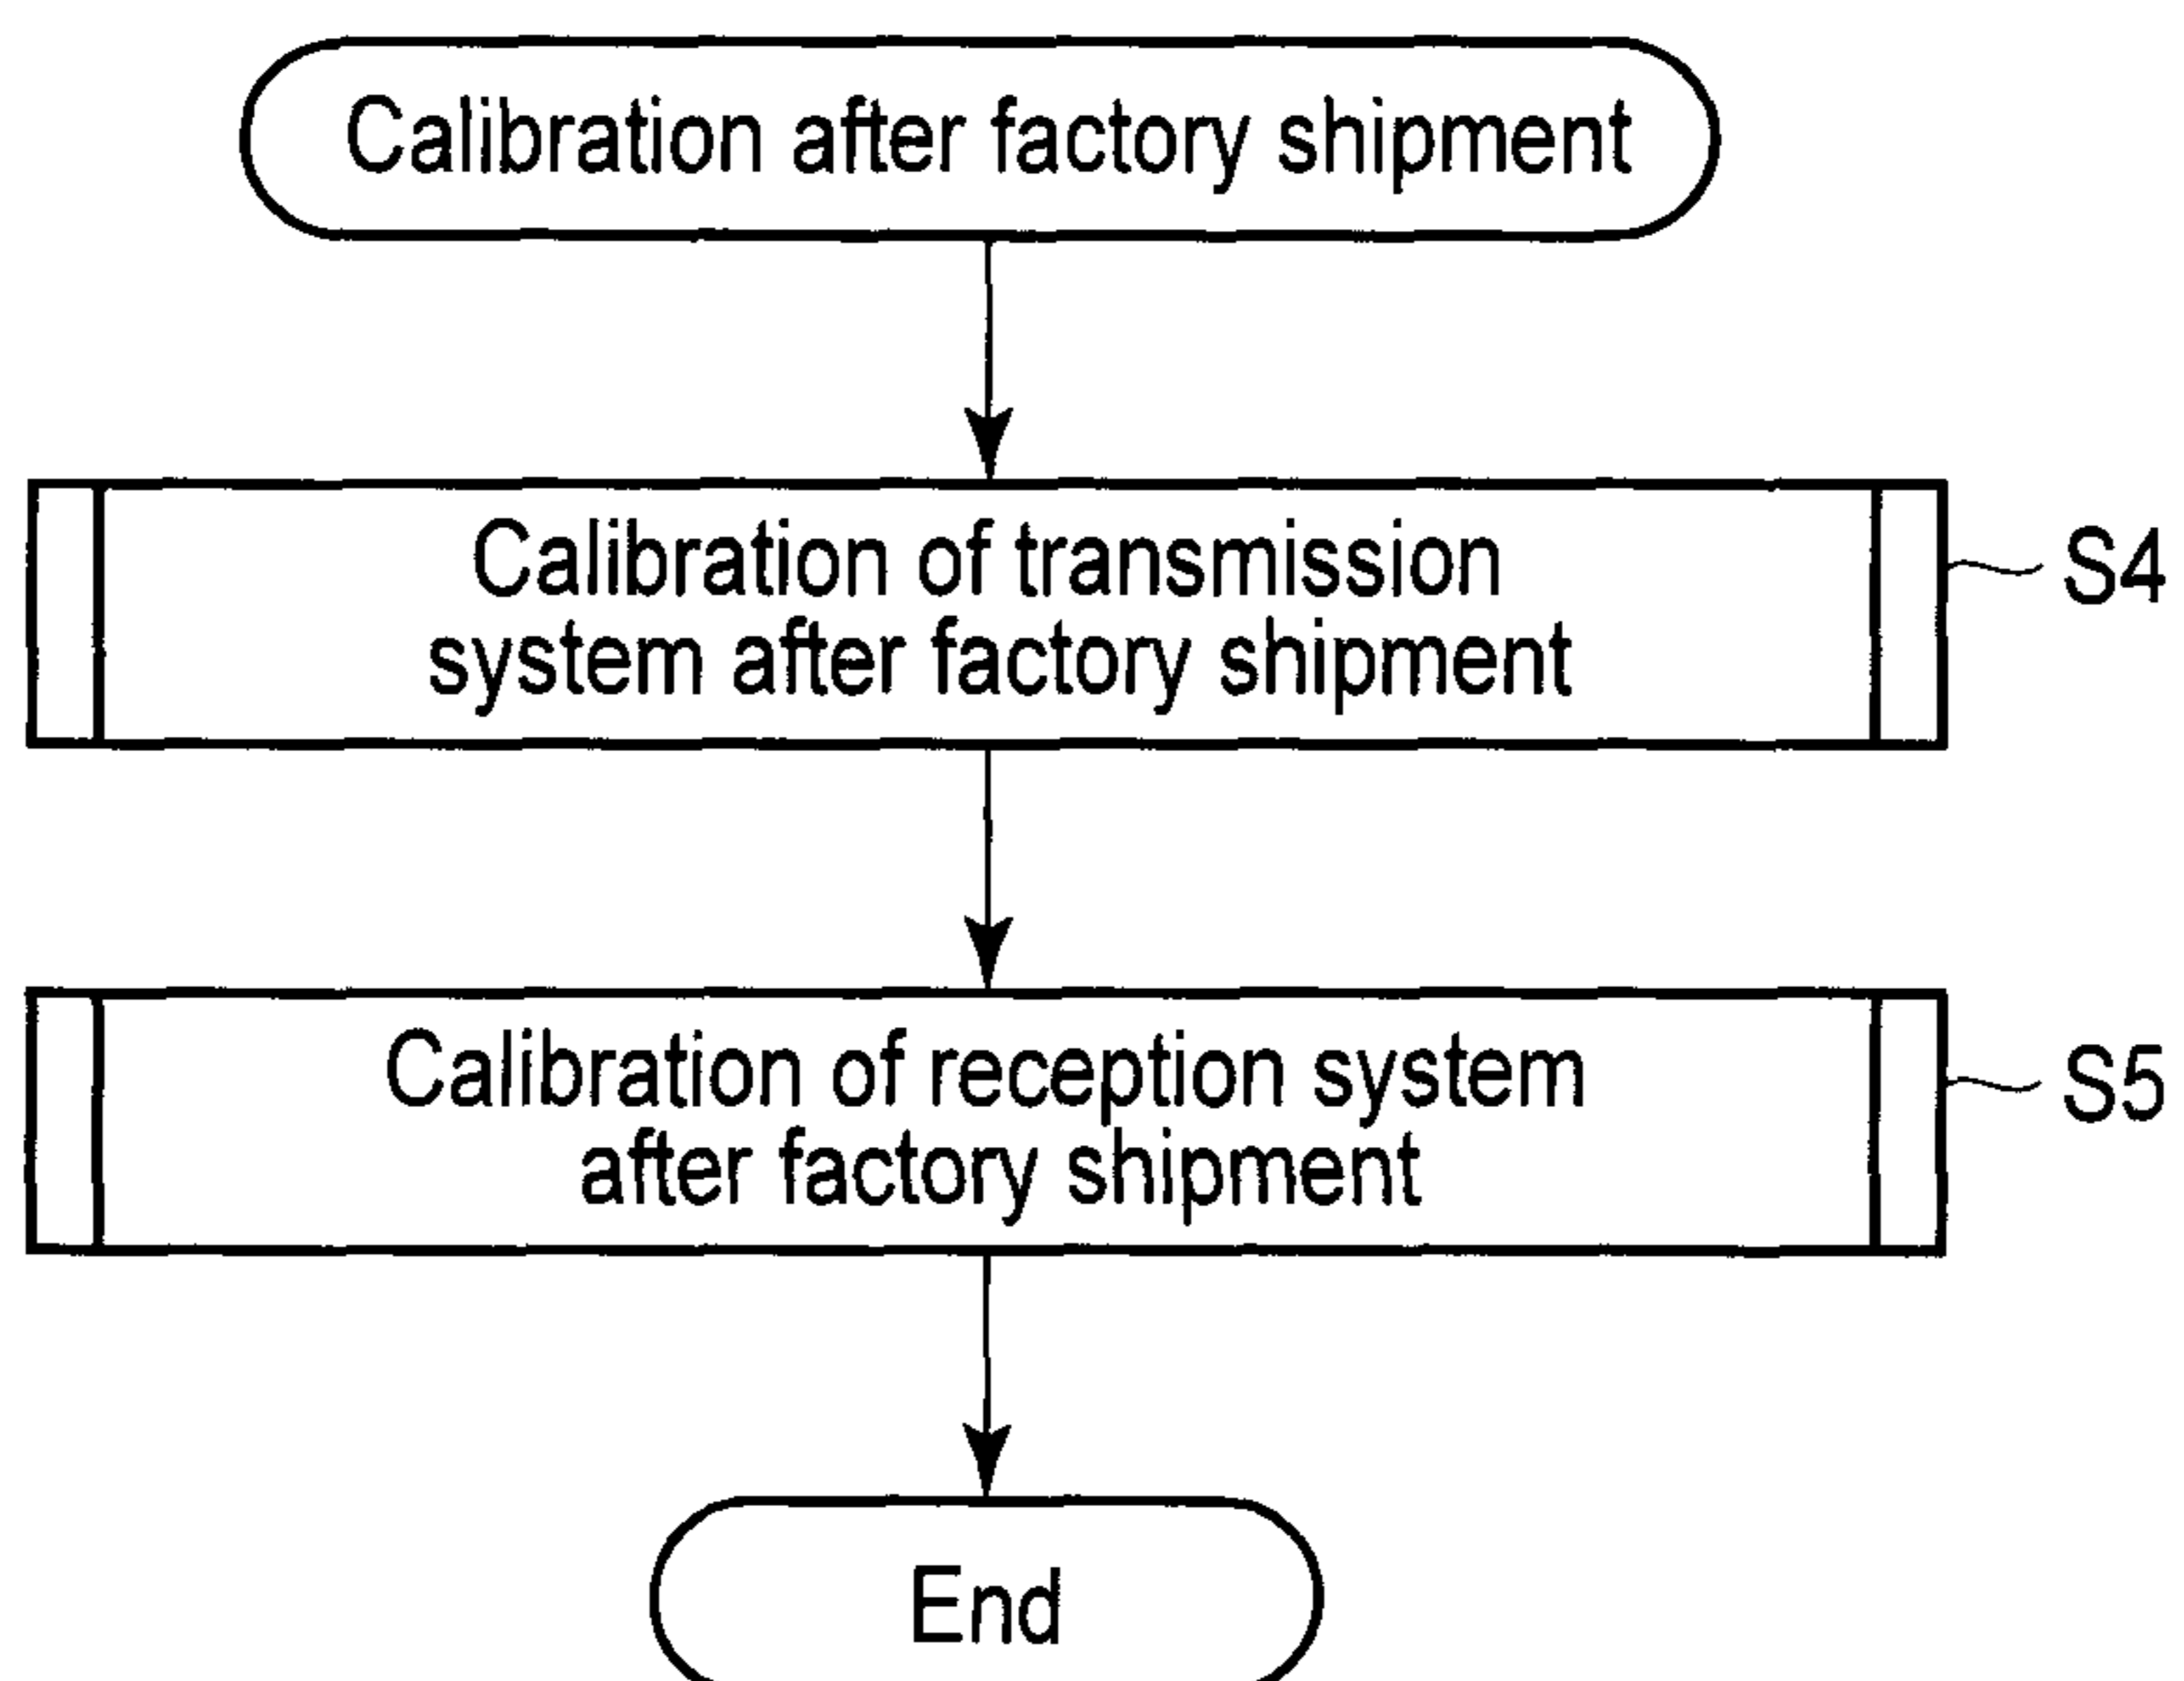 Calibration after factory shipment
Calibration of transmission
system after factory shipment
S4
Calibration of reception system
after factory shipment
S5
End